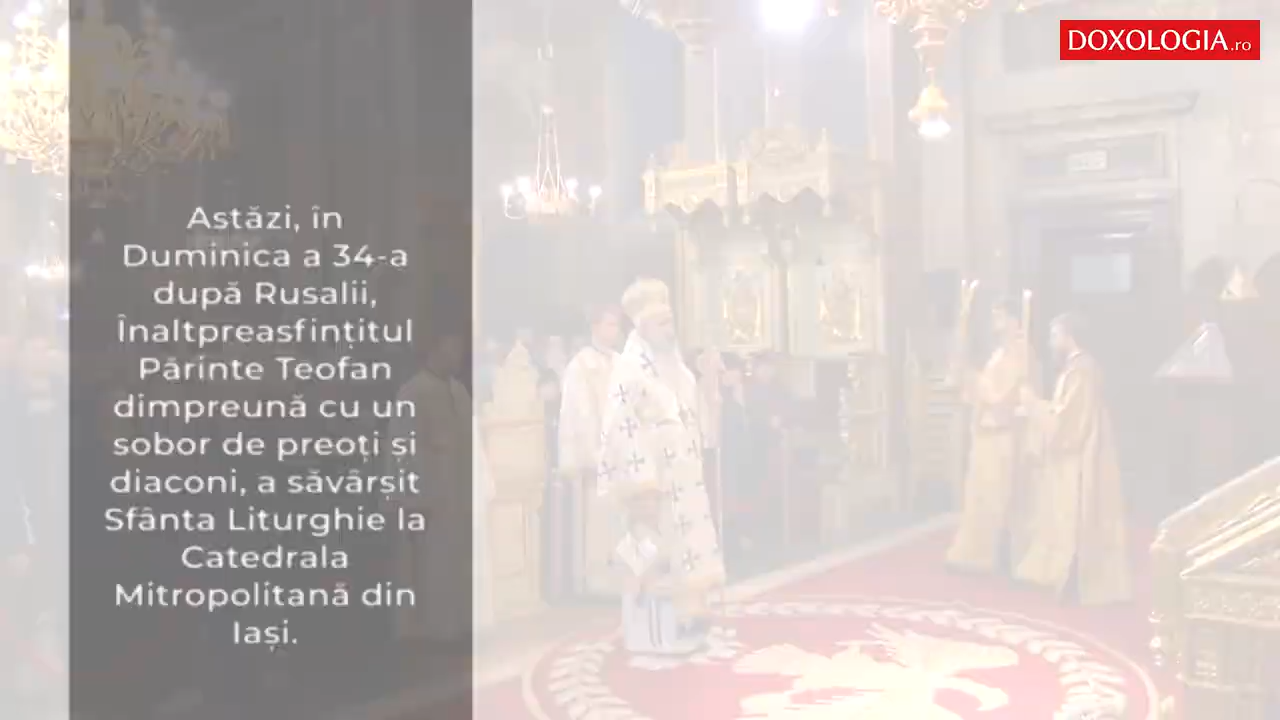 DOXOLOGIA.ro
Astăzi, în
Duminica a 34-a
după Rusalii,
Înaltpreasfințitul
Părinte Teofan
dimpreună cu un
sobor de preoți și
diaconi, a săvârșit
Sfânta Liturghie la
Catedrala
Mitropolitană din
Iași.